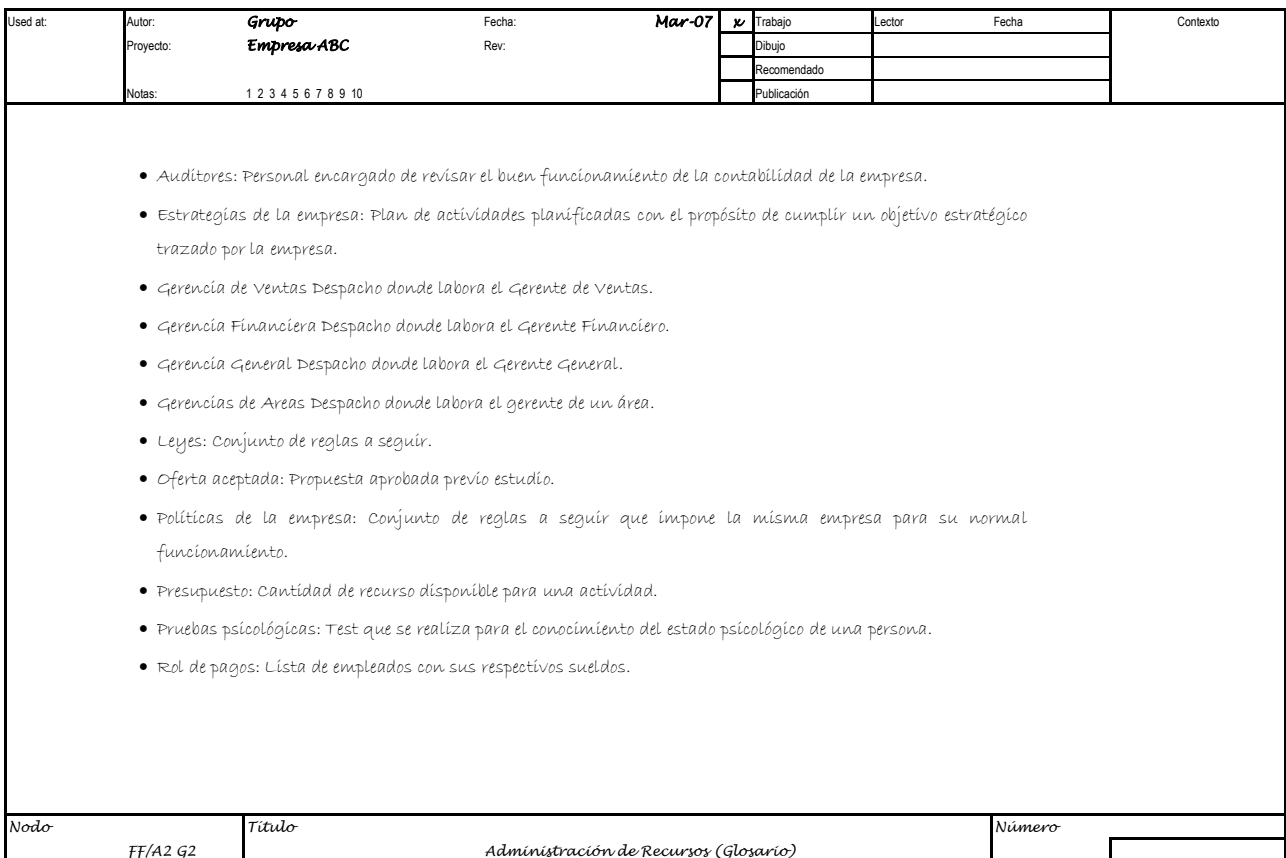 Used at: Autor: Grupo Fecha: Mar-07 x Trabajo Lector Fecha Contexto
Proyecto: Empresa ABC Rev: Dibujo
Recomendado
Notas: 1 2 3 4 5 6 7 8 9 10 Publicación
• Auditores: Personal encargado de revisar el buen funcionamiento de la contabilidad de la empresa.
• Estrategias de la empresa: Plan de actividades planificadas con el propósito de cumplir un objetivo estratégico
trazado por la empresa.
• Gerencia de Ventas Despacho donde labora el Gerente de Ventas.
• Gerencia Financiera Despacho donde labora el Gerente Financiero.
• Gerencia General Despacho donde labora el Gerente General.
• Gerencias de Areas Despacho donde labora el gerente de un área.
• Leyes: Conjunto de reglas a seguir.
• Oferta aceptada: Propuesta aprobada previo estudio.
• Políticas de la empresa: Conjunto de reglas a seguir que impone la misma empresa para su normal
funcionamiento.
• Presupuesto: Cantidad de recurso disponible para una actividad.
• Pruebas psicológicas: Test que se realiza para el conocimiento del estado psicológico de una persona.
• Rol de pagos: Lista de empleados con sus respectivos sueldos.
Nodo Título Número
FF/A2 G2 Administración de Recursos (Glosario)